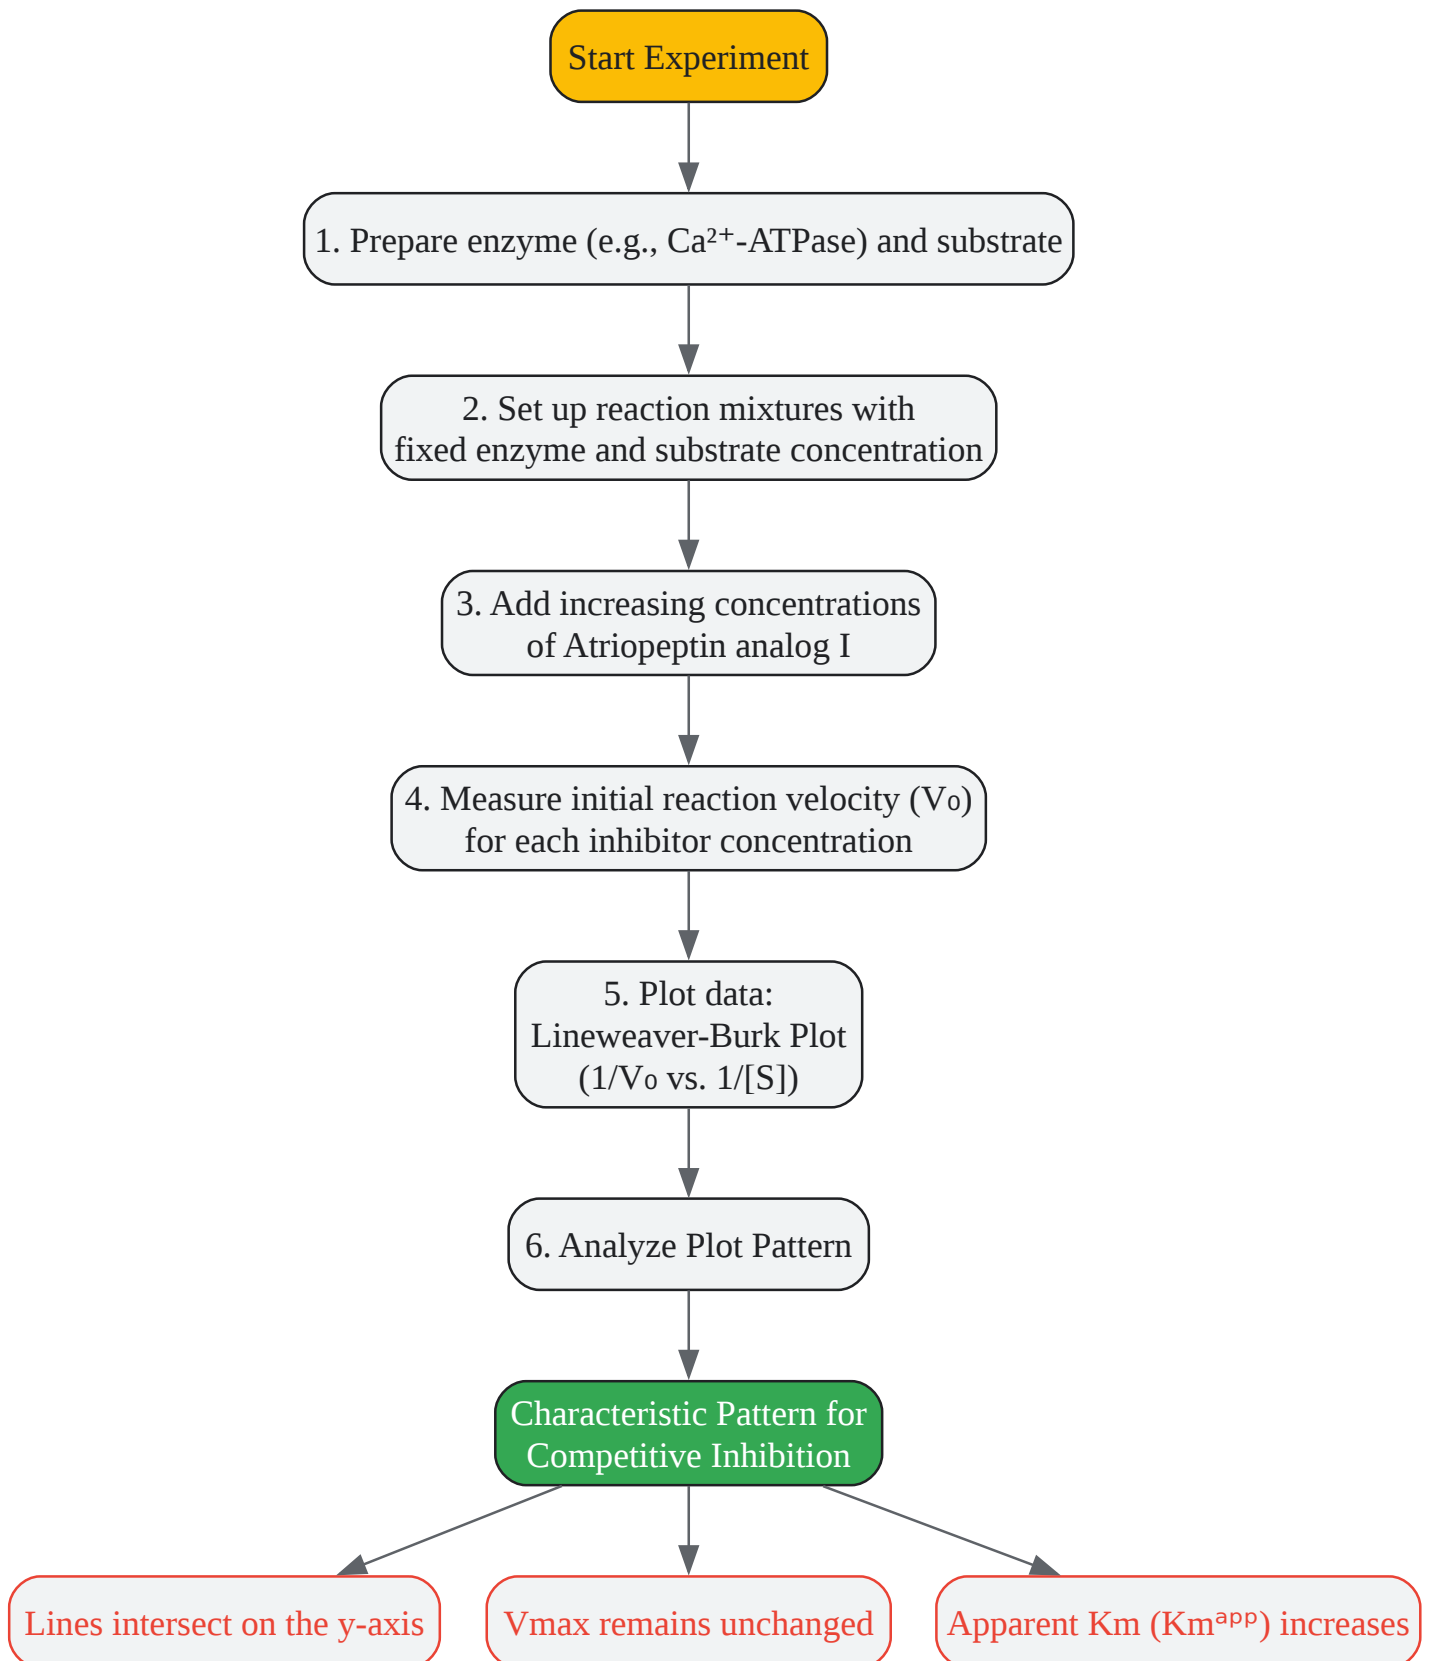 Start Experiment
1. Prepare enzyme (e.g., Ca²⁺-ATPase) and substrate
2. Set up reaction mixtures with
fixed enzyme and substrate concentration
3. Add increasing concentrations
of Atriopeptin analog I
4. Measure initial reaction velocity (V₀)
for each inhibitor concentration
5. Plot data:
Lineweaver-Burk Plot
(1/V₀ vs. 1/[S])
6. Analyze Plot Pattern
Characteristic Pattern for
Competitive Inhibition
Lines intersect on the y-axis
Vmax remains unchanged
Apparent Km (Kmᵃᵖᵖ) increases